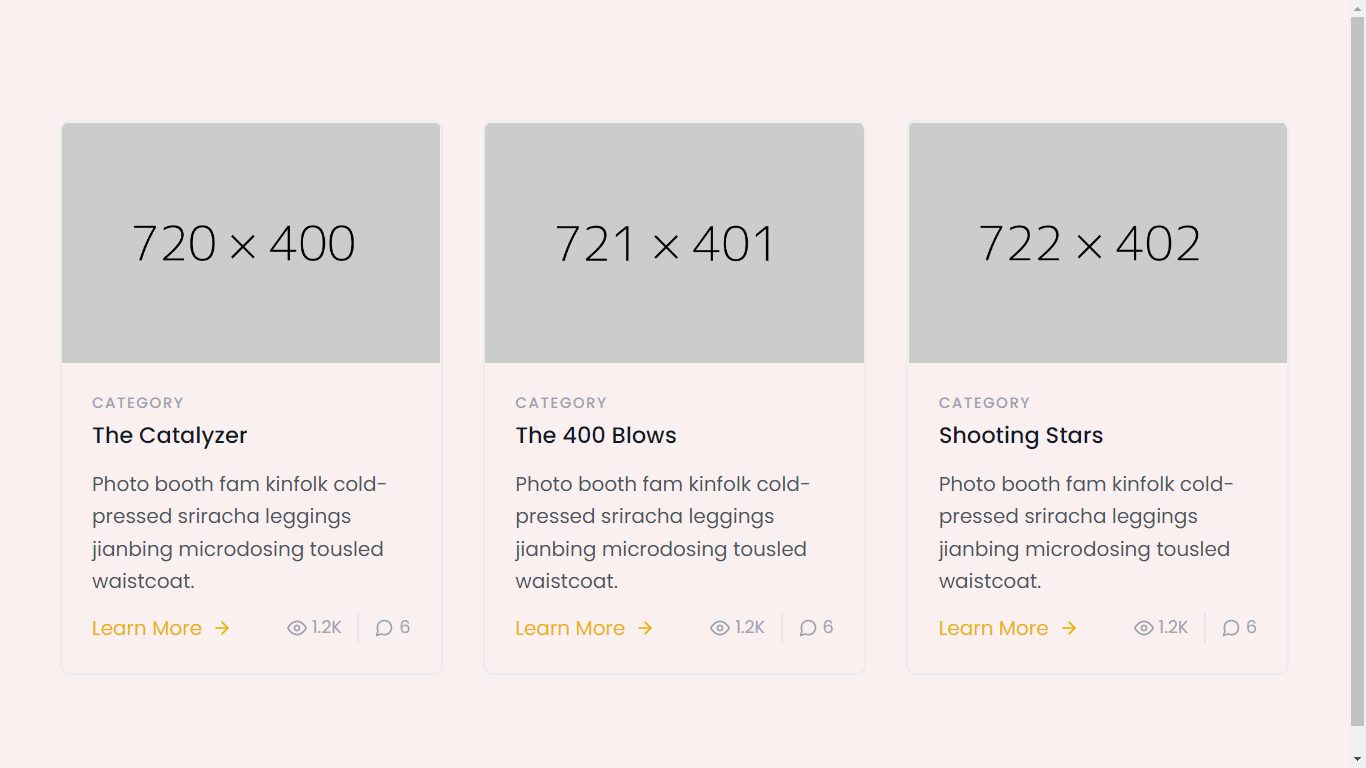 720 × 400
CATEGORY
The Catalyzer
Photo booth fam kinfolk cold-
pressed sriracha leggings
jianbing microdosing tousled
waistcoat.
Learn More → 1.2K 6
721 × 401
CATEGORY
The 400 Blows
Photo booth fam kinfolk cold-
pressed sriracha leggings
jianbing microdosing tousled
waistcoat.
Learn More → 1.2K 6
722 × 402
CATEGORY
Shooting Stars
Photo booth fam kinfolk cold-
pressed sriracha leggings
jianbing microdosing tousled
waistcoat.
Learn More → 1.2K 6